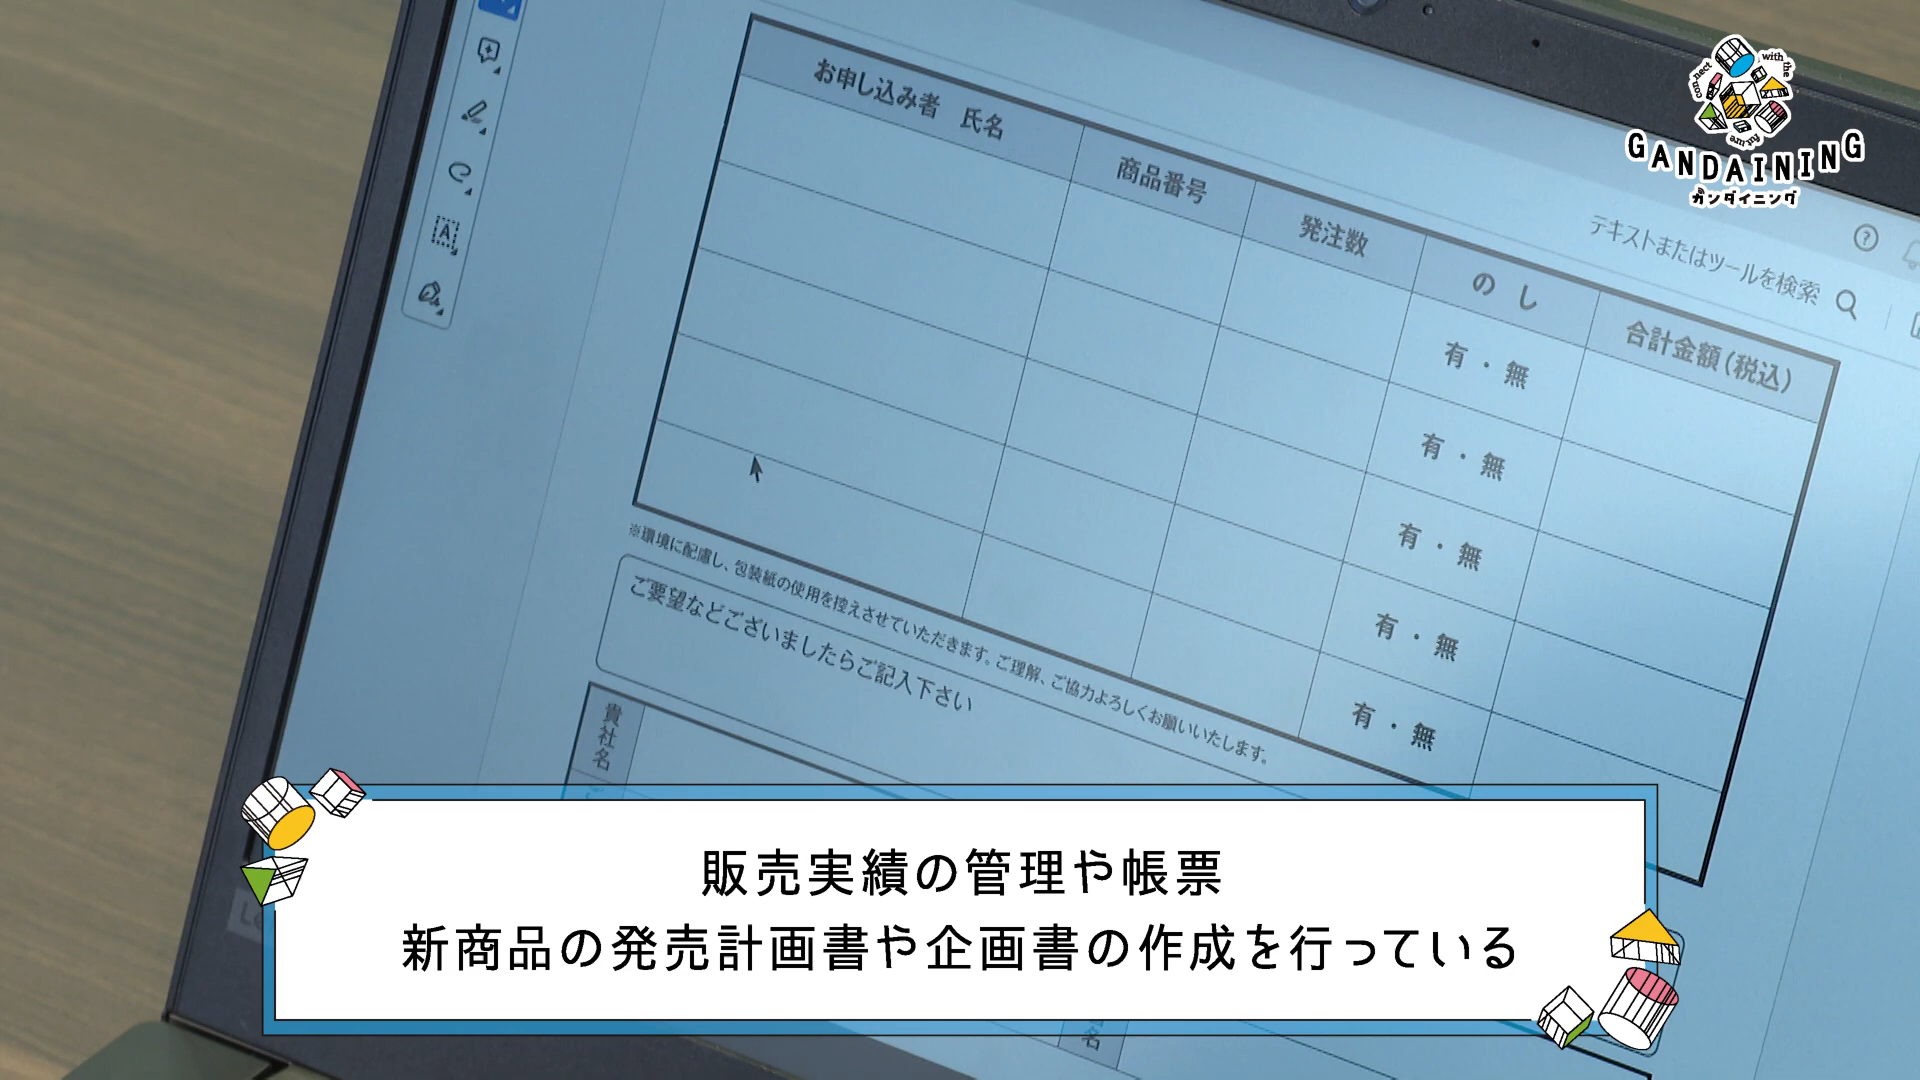 connect
with the
future
GANDAINING
ガンダイニング
テキストまたはツールを検索
お申し込み者 氏名
商品番号
発注数
のし
合計金額(税込)
有・無
有・無
有・無
有・無
有・無
※環境に配慮し、包装紙の使用を控えさせていただきます。ご理解、ご協力よろしくお願いいたします。
ご要望などございましたらご記入下さい
貴社名
販売実績の管理や帳票
新商品の発売計画書や企画書の作成を行っている
名